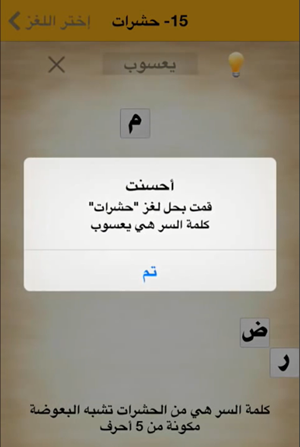 إختر اللغز
15- حشرات
يعسوب
م
أحسنت
قمت بحل لغز "حشرات"
كلمة السر هي يعسوب
تم
ض
ر
كلمة السر هي من الحشرات تشبه البعوضة
مكونة من 5 أحرف